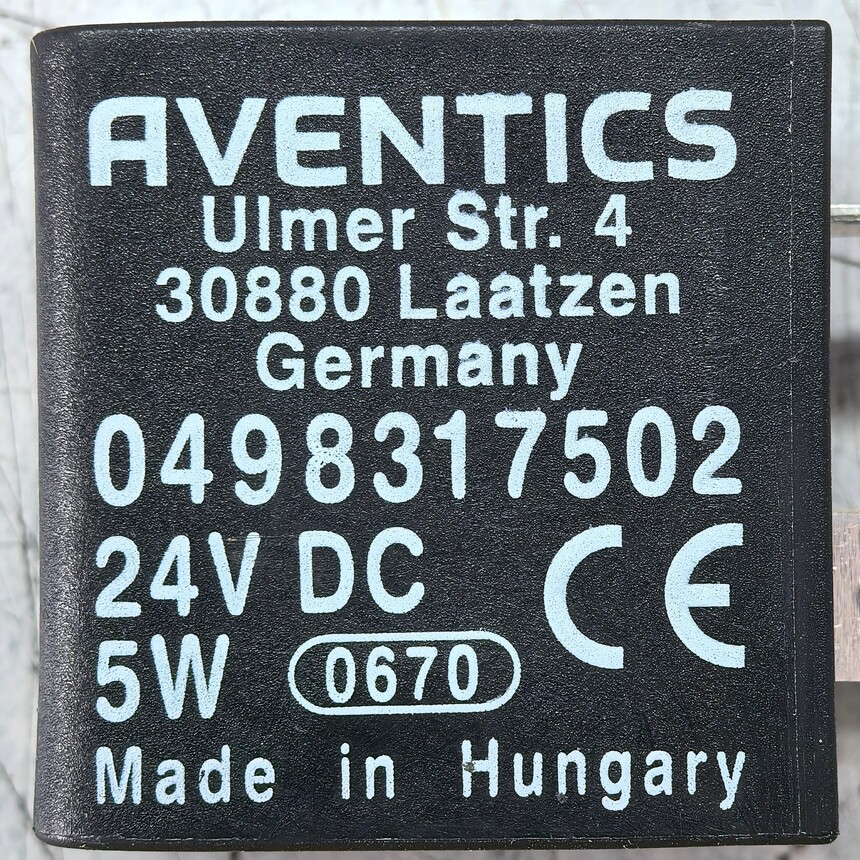 AVENTICS
Ulmer Str. 4
30880 Laatzen
Germany
0498317502
24V DC CE
5W 0670
Made in Hungary